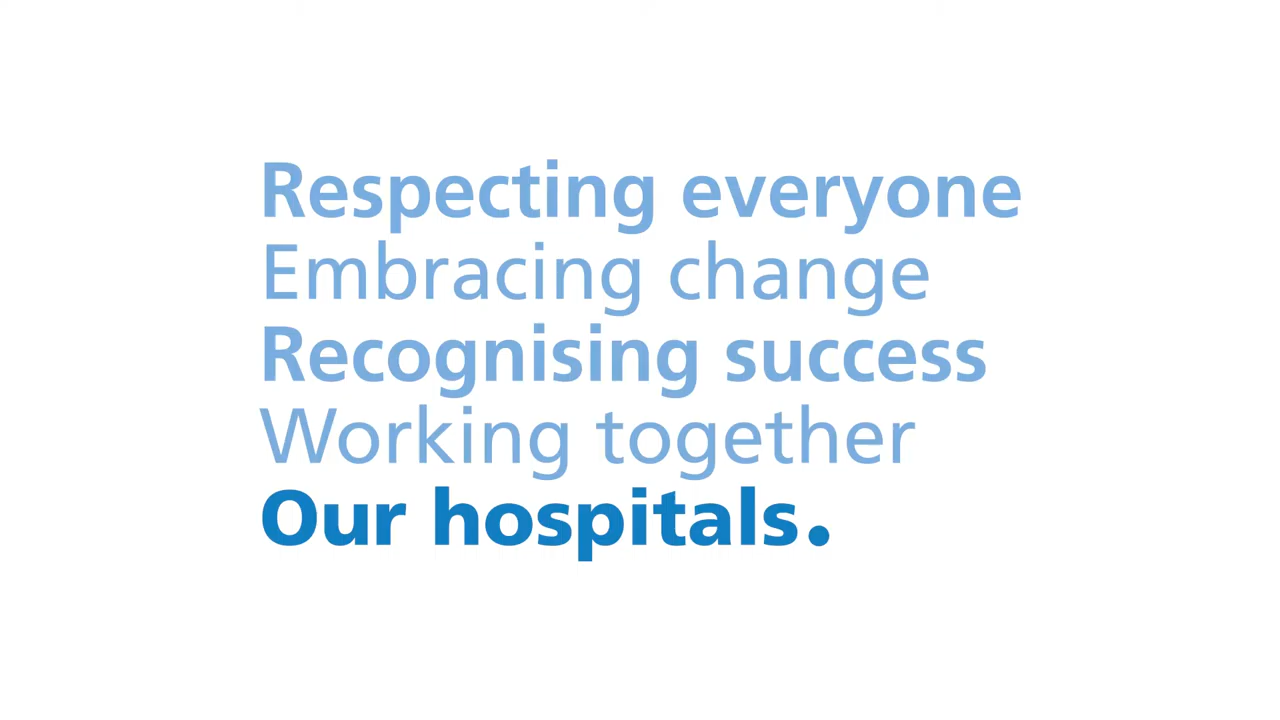 Respecting everyone
Embracing change
Recognising success
Working together
Our hospitals.